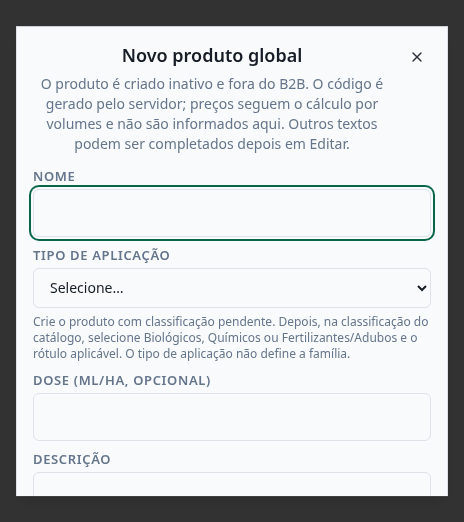 Novo produto global
×
O produto é criado inativo e fora do B2B. O código é
gerado pelo servidor; preços seguem o cálculo por
volumes e não são informados aqui. Outros textos
podem ser completados depois em Editar.
NOME
TIPO DE APLICAÇÃO
Selecione...
Crie o produto com classificação pendente. Depois, na classificação do
catálogo, selecione Biológicos, Químicos ou Fertilizantes/Adubos e o
rótulo aplicável. O tipo de aplicação não define a família.
DOSE (ML/HA, OPCIONAL)
DESCRIÇÃO